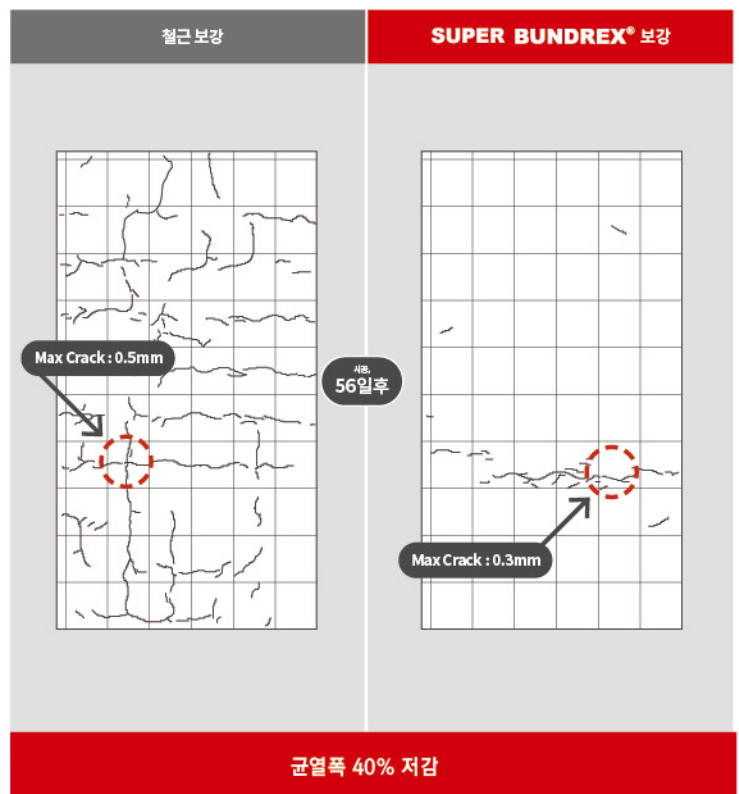 철근 보강
SUPER BUNDREX® 보강
Max Crack : 0.5mm
시공,
56일후
Max Crack : 0.3mm
균열폭 40% 저감